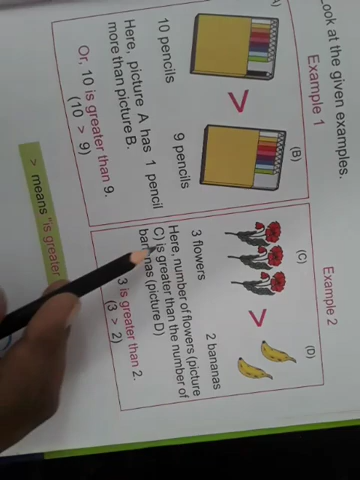 Look at the given examples.
Example 1
(B)
>
10 pencils
9 pencils
Here, picture A has 1 pencil
more than picture B.
Or, 10 is greater than 9.
(10 > 9)
Example 2
(C)
(D)
>
3 flowers
2 bananas
Here, number of flowers (picture
C) is greater than the number of
bananas (picture D)
3 is greater than 2.
(3 > 2)
> means "is greater